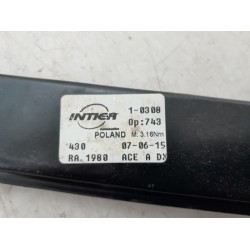 INTIER 1-0308
Op:743
POLAND M: 3.16Nm
430 07-06-15
RA.1980 ACE A DX